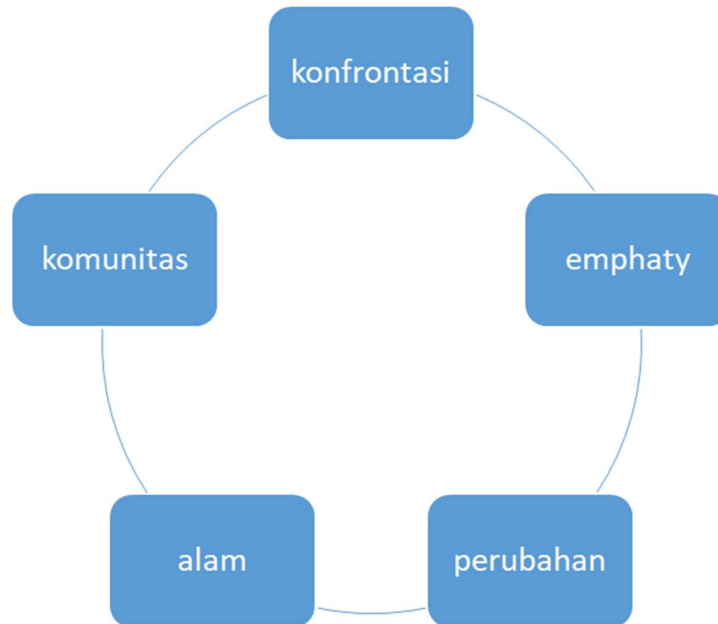 konfrontasi
emphaty
perubahan
alam
komunitas